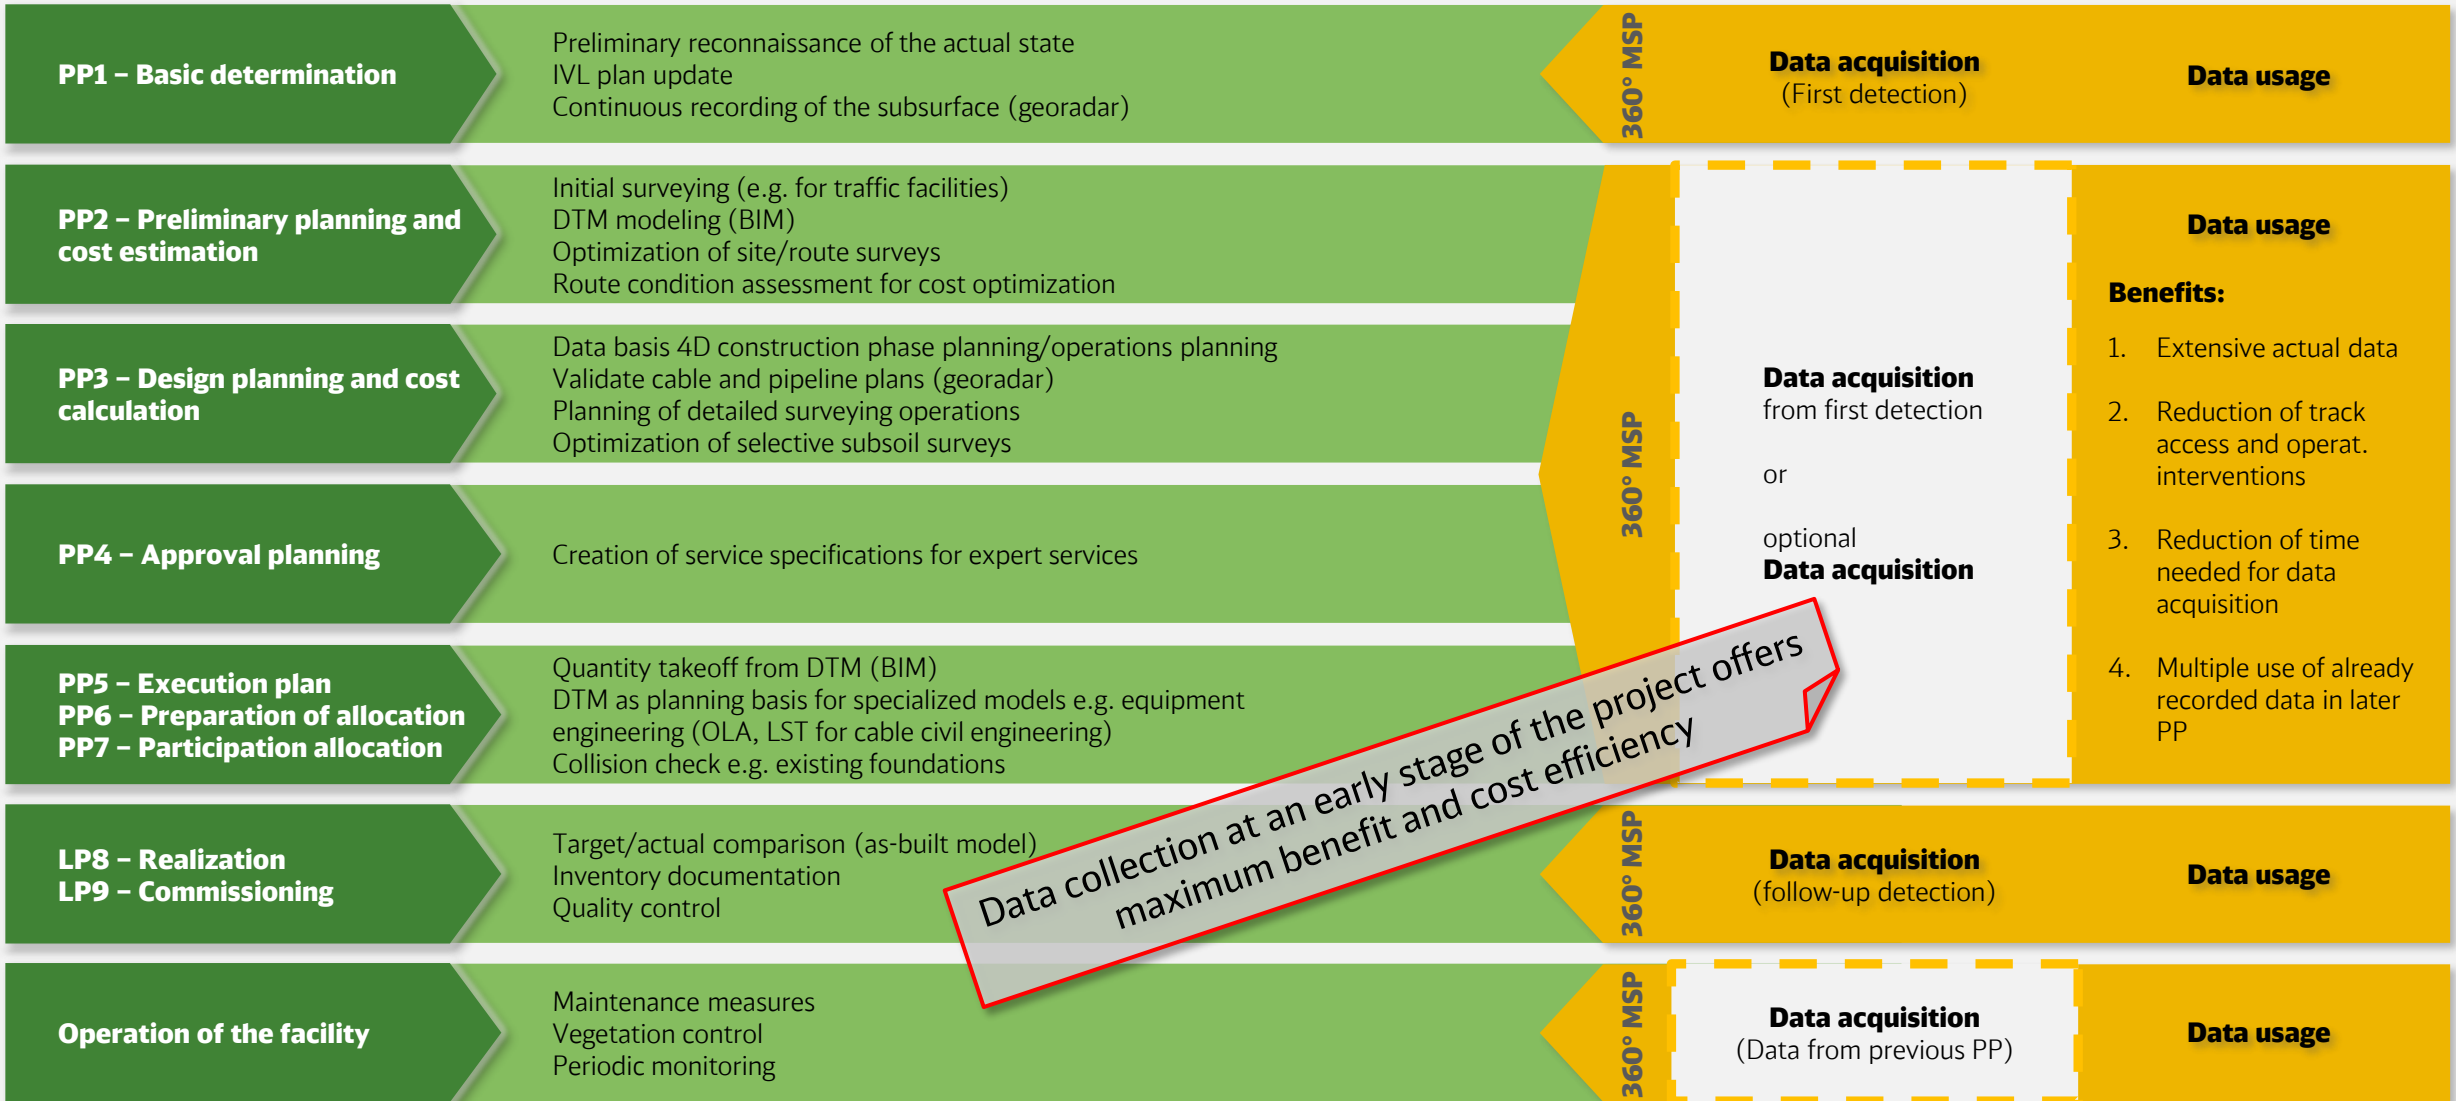 PP1 – Basic determination
Preliminary reconnaissance of the actual state
IVL plan update
Continuous recording of the subsurface (georadar)
360° MSP
Data acquisition
(First detection)
Data usage
PP2 – Preliminary planning and
cost estimation
Initial surveying (e.g. for traffic facilities)
DTM modeling (BIM)
Optimization of site/route surveys
Route condition assessment for cost optimization
PP3 – Design planning and cost
calculation
Data basis 4D construction phase planning/operations planning
Validate cable and pipeline plans (georadar)
Planning of detailed surveying operations
Optimization of selective subsoil surveys
PP4 – Approval planning
Creation of service specifications for expert services
PP5 – Execution plan
PP6 – Preparation of allocation
PP7 – Participation allocation
Quantity takeoff from DTM (BIM)
DTM as planning basis for specialized models e.g. equipment
engineering (OLA, LST for cable civil engineering)
Collision check e.g. existing foundations
360° MSP
Data acquisition
from first detection
or
optional
Data acquisition
Data usage
Benefits:
1. Extensive actual data
2. Reduction of track
access and operat.
interventions
3. Reduction of time
needed for data
acquisition
4. Multiple use of already
recorded data in later
PP
Data collection at an early stage of the project offers
maximum benefit and cost efficiency
LP8 – Realization
LP9 – Commissioning
Target/actual comparison (as-built model)
Inventory documentation
Quality control
360° MSP
Data acquisition
(follow-up detection)
Data usage
Operation of the facility
Maintenance measures
Vegetation control
Periodic monitoring
360° MSP
Data acquisition
(Data from previous PP)
Data usage